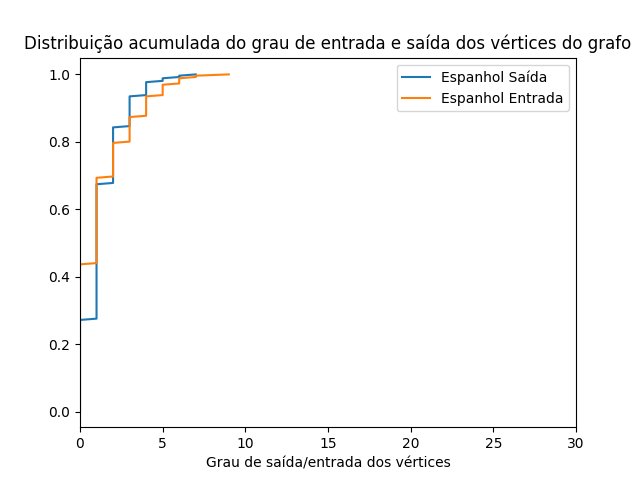 Distribuição acumulada do grau de entrada e saída dos vértices do grafo
Espanhol Saída
Espanhol Entrada
1.0
0.8
0.6
0.4
0.2
0.0
0 5 10 15 20 25 30
Grau de saída/entrada dos vértices